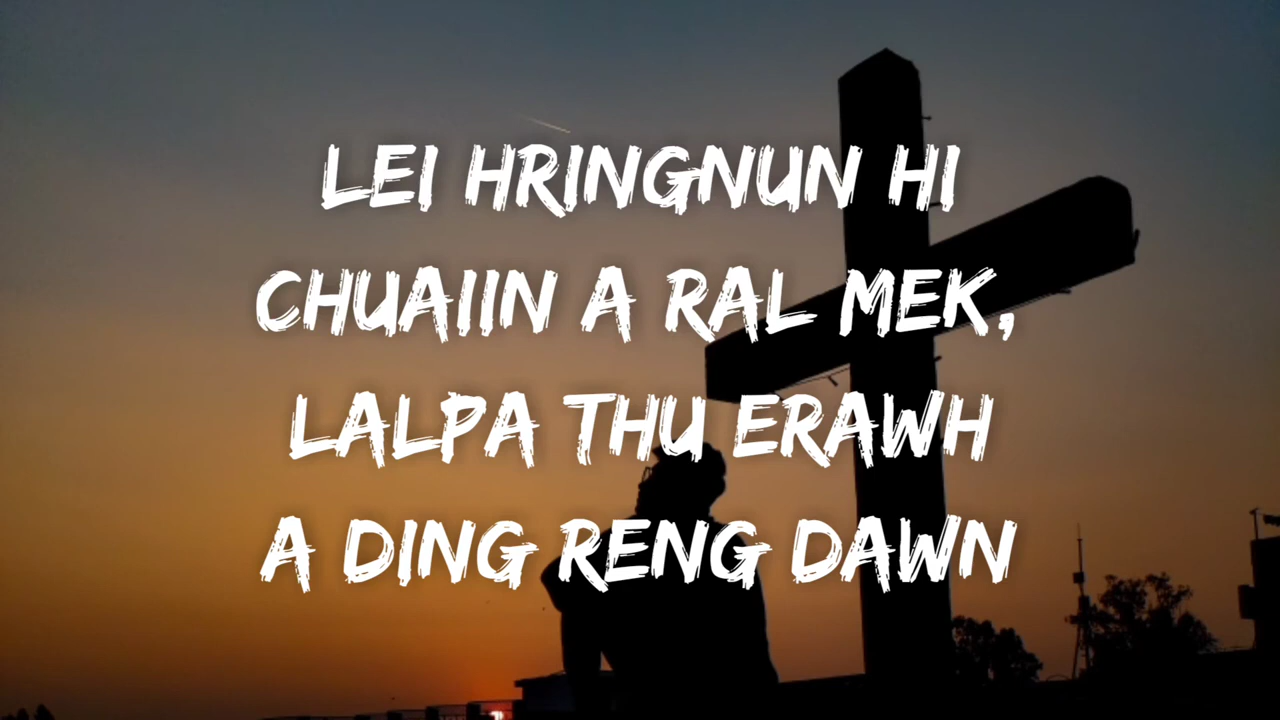 LEI HRINGNUN HI
CHUAIIN A RAL MEK,
LALPA THU ERAWH
A DING RENG DAWN